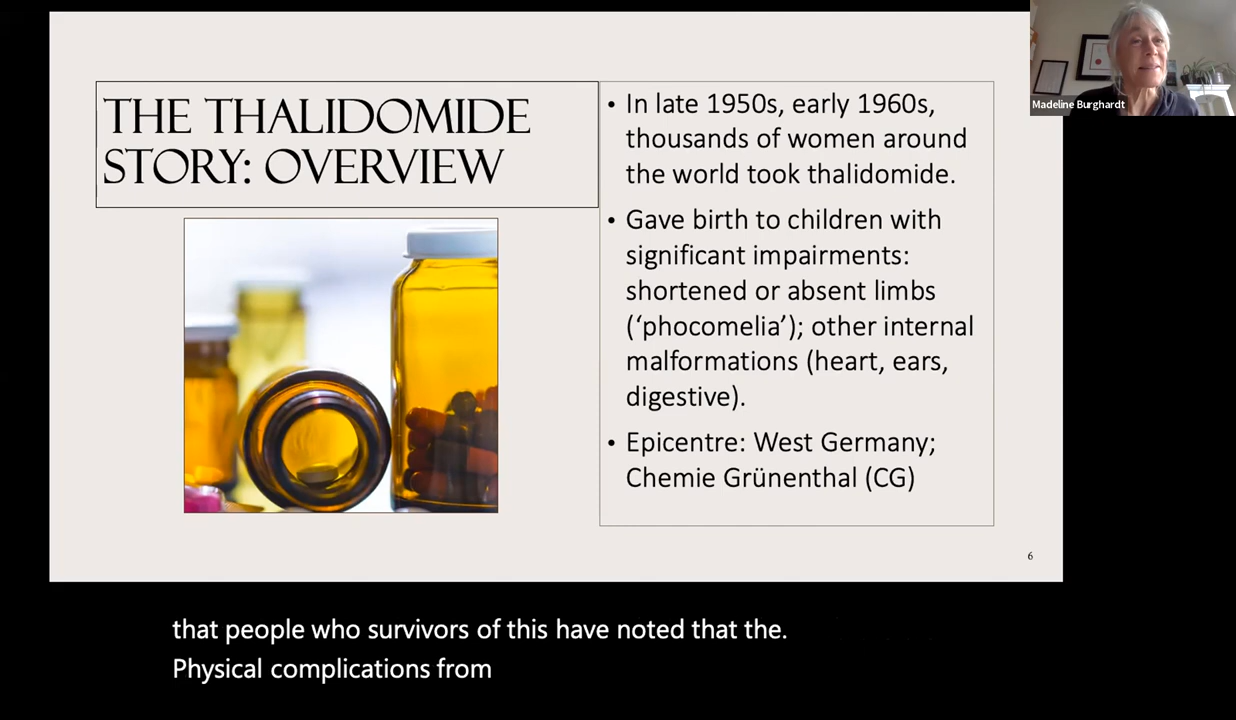 THE THALIDOMIDE
STORY: OVERVIEW
• In late 1950s, early 1960s,
thousands of women around
the world took thalidomide.
• Gave birth to children with
significant impairments:
shortened or absent limbs
(‘phocomelia’); other internal
malformations (heart, ears,
digestive).
• Epicentre: West Germany;
Chemie Grünenthal (CG)
6
Madeline Burghardt
that people who survivors of this have noted that the.
Physical complications from